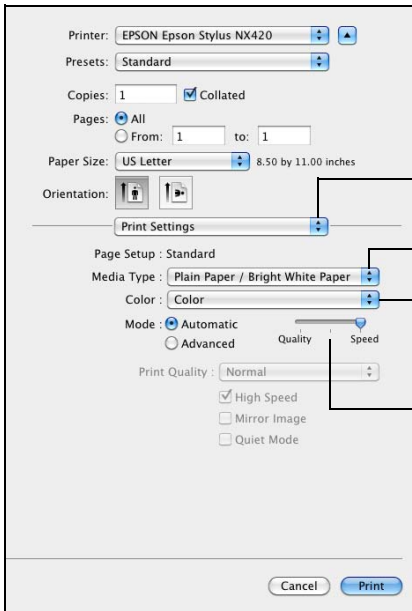 Printer: EPSON Epson Stylus NX420
Presets: Standard
Copies: 1 Collated
Pages: All
From: 1 to: 1
Paper Size: US Letter 8.50 by 11.00 inches
Orientation:
Print Settings
Page Setup : Standard
Media Type : Plain Paper / Bright White Paper
Color : Color
Mode : Automatic
Advanced
Quality Speed
Print Quality : Normal
High Speed
Mirror Image
Quiet Mode
Cancel Print